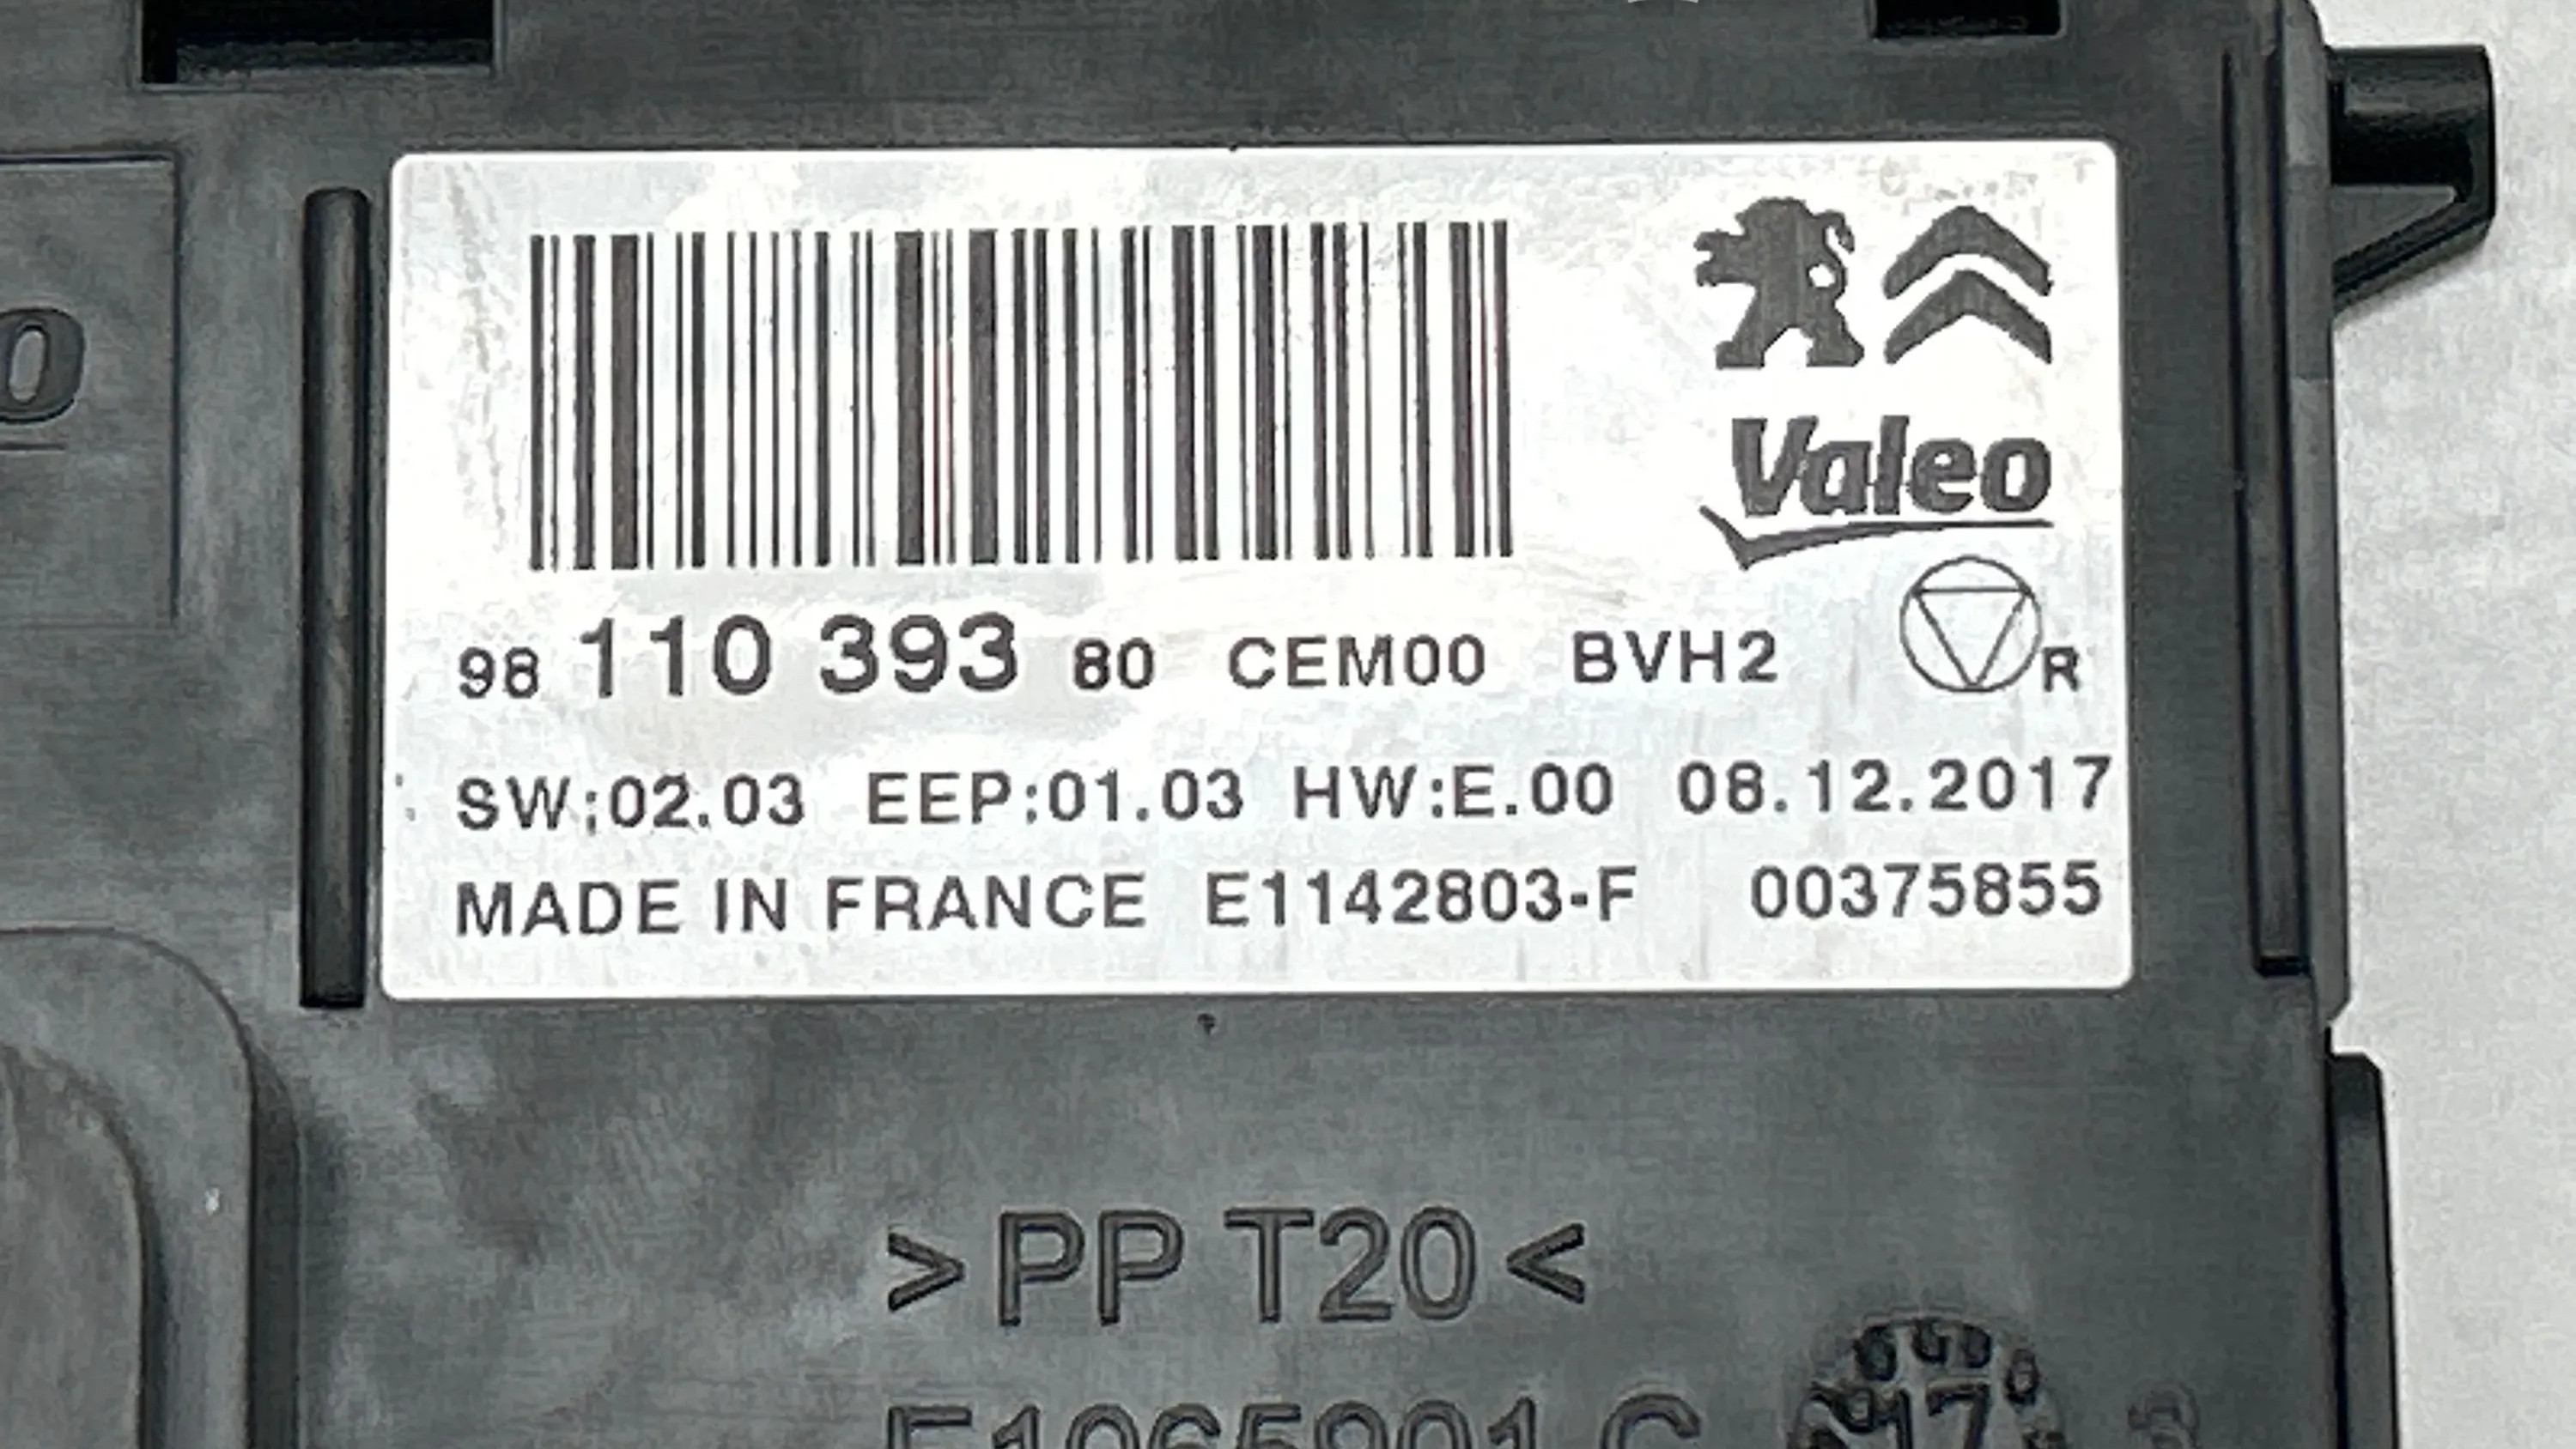 Valeo
98 110 393 80 CEM00 BVH2 R
SW:02.03 EEP:01.03 HW:E.00 08.12.2017
MADE IN FRANCE E1142803-F 00375855
>PP T20<
17